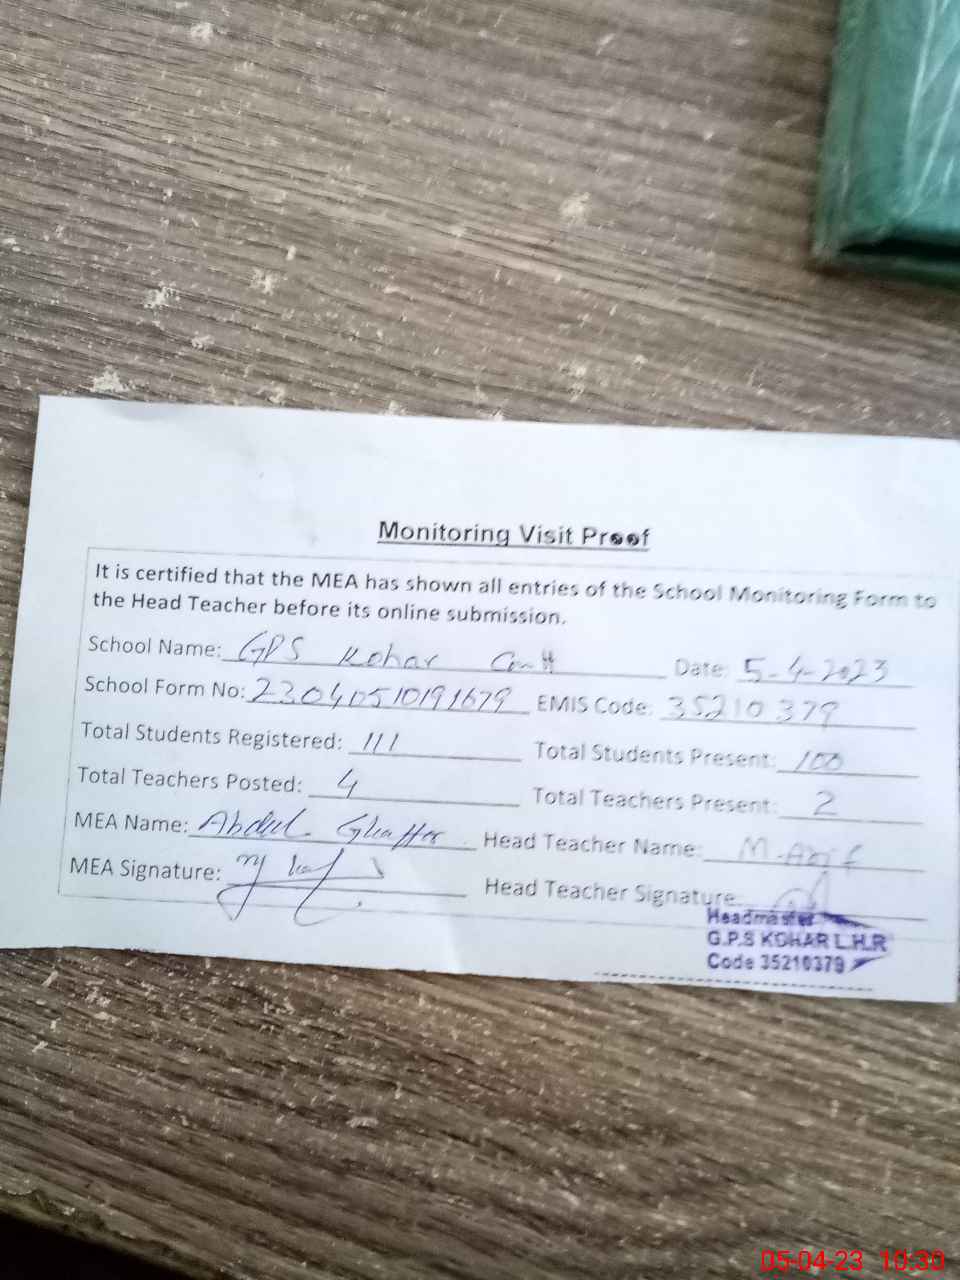 Monitoring Visit Proof
It is certified that the MEA has shown all entries of the School Monitoring Form to
the Head Teacher before its online submission.
School Name: GPS Kohar Cantt Date: 5-4-2023
School Form No: 23040510191679 EMIS Code: 35210379
Total Students Registered: 111 Total Students Present: 100
Total Teachers Posted: 4 Total Teachers Present: 2
MEA Name: Abdul Ghaffar Head Teacher Name: M.
MEA Signature: Head Teacher Signature:
Headmaster
G.P.S KOHAR L.H.R
Code 35210379
05-04-23 10:30